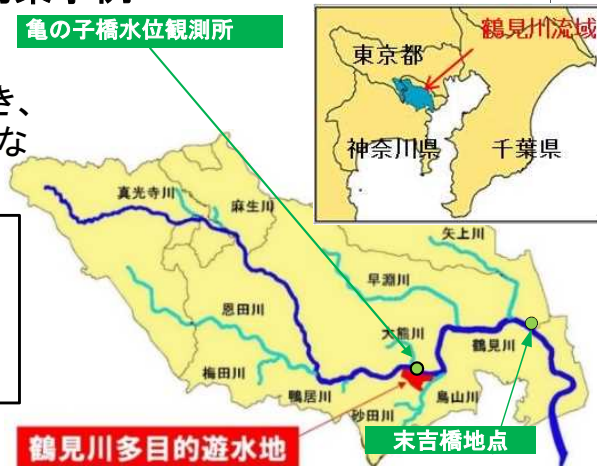 亀の子橋水位観測所
き、
な
鶴見川流域
東京都
神奈川県
千葉県
真光寺川
麻生川
矢上川
早淵川
恩田川
大熊川
鶴見川
梅田川
鴨居川
鳥山川
砂田川
鶴見川多目的遊水地
末吉橋地点